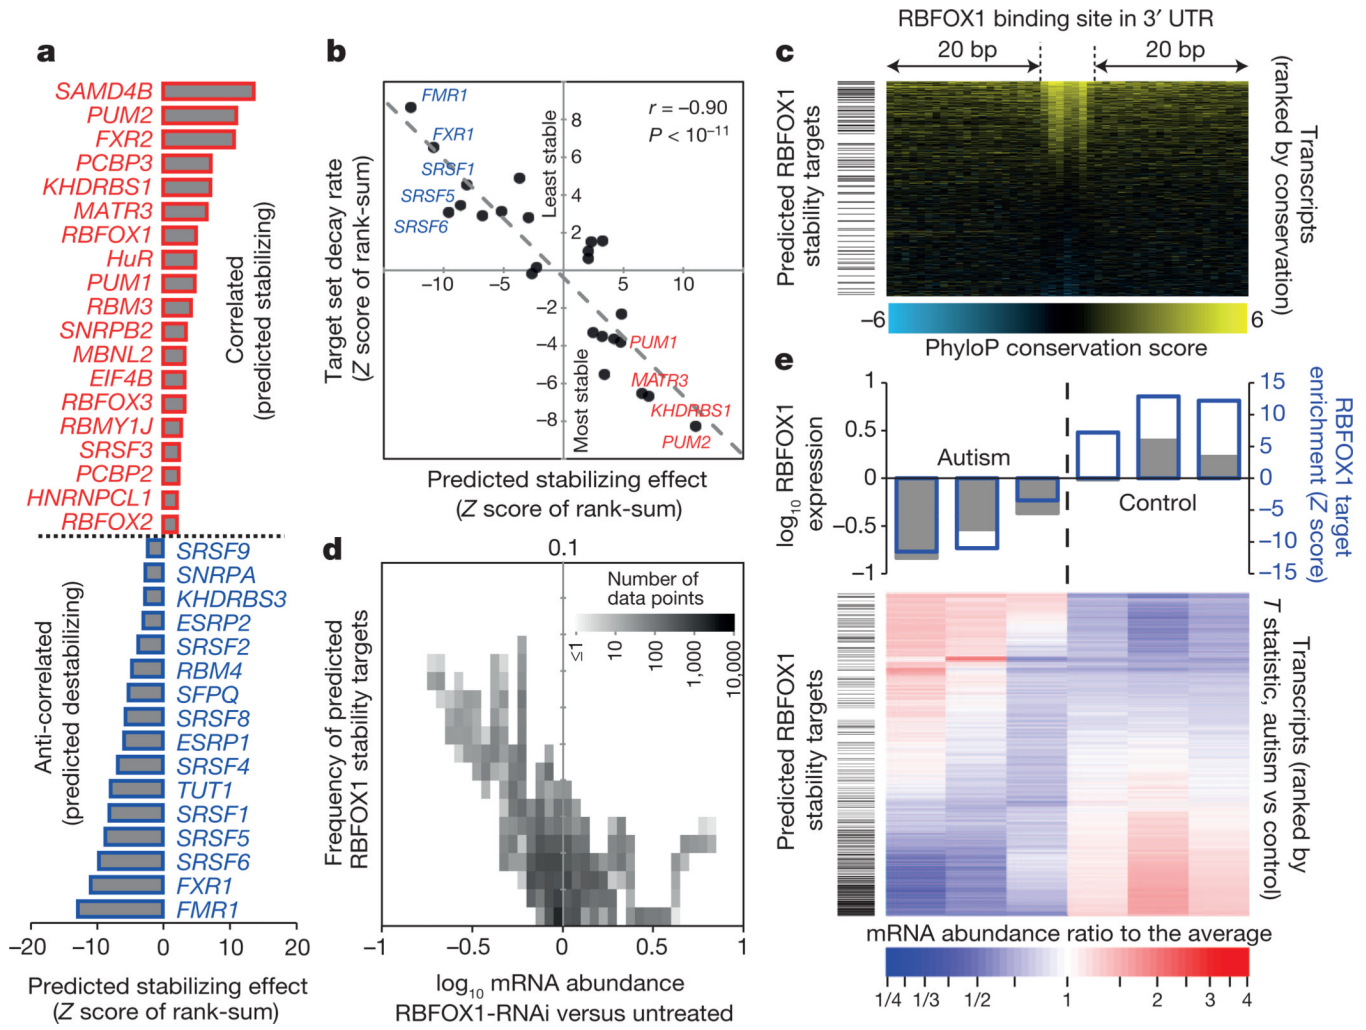 a
SAMD4B
PUM2
FXR2
PCBP3
KHDRBS1
MATR3
RBFOX1
HuR
PUM1
RBM3
SNRPB2
MBNL2
EIF4B
RBFOX3
RBMY1J
SRSF3
PCBP2
HNRNPCL1
RBFOX2
Correlated
(predicted stabilizing)
SRSF9
SNRPA
KHDRBS3
ESRP2
SRSF2
RBM4
SFPQ
SRSF8
ESRP1
SRSF4
TUT1
SRSF1
SRSF5
SRSF6
FXR1
FMR1
Anti-correlated
(predicted destabilizing)
−20 −10 0 10 20
Predicted stabilizing effect
(Z score of rank-sum)
b
Target set decay rate
(Z score of rank-sum)
FMR1
FXR1
SRSF1
SRSF5
SRSF6
r = −0.90
P < 10⁻¹¹
Least stable
Most stable
8
6
4
2
−2
−4
−6
−8
−10 −5 5 10
PUM1
MATR3
KHDRBS1
PUM2
Predicted stabilizing effect
(Z score of rank-sum)
c
RBFOX1 binding site in 3′ UTR
20 bp 20 bp
Predicted RBFOX1
stability targets
Transcripts
(ranked by conservation)
−6 6
PhyloP conservation score
d
0.1
Frequency of predicted
RBFOX1 stability targets
Number of
data points
≤1 10 100 1,000 10,000
−1 −0.5 0 0.5 1
log₁₀ mRNA abundance
RBFOX1-RNAi versus untreated
e
log₁₀ RBFOX1
expression
1
0.5
0
−0.5
−1
Autism
Control
15
10
5
0
−5
−10
−15
RBFOX1 target
enrichment (Z score)
Predicted RBFOX1
stability targets
Transcripts (ranked by
T statistic, autism vs control)
mRNA abundance ratio to the average
1/4 1/3 1/2 1 2 3 4